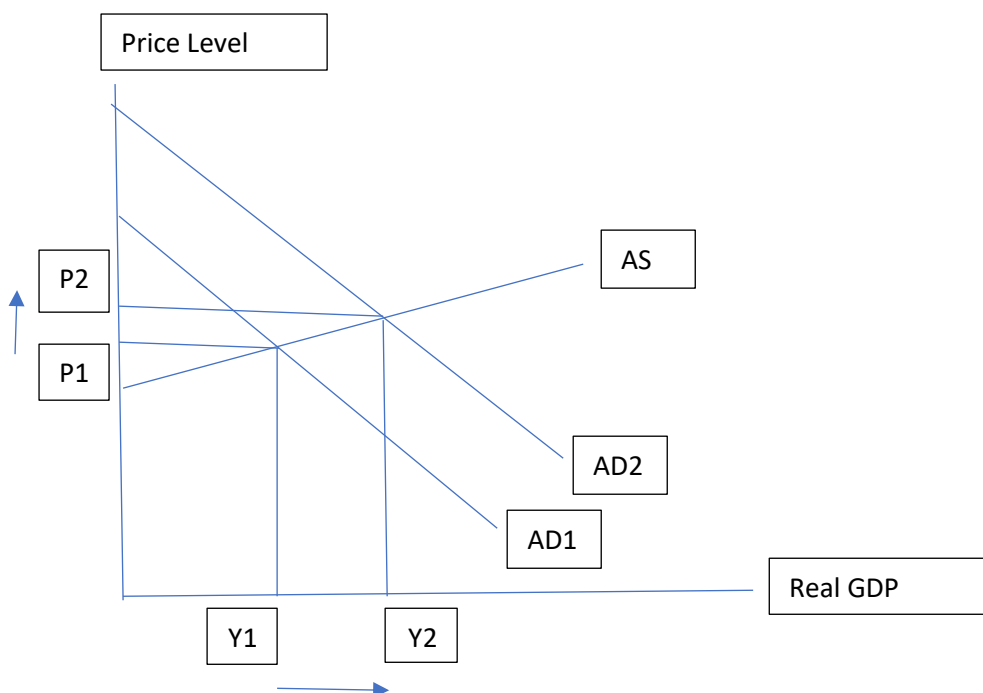 Price Level
AS
P2
P1
AD2
AD1
Real GDP
Y1
Y2